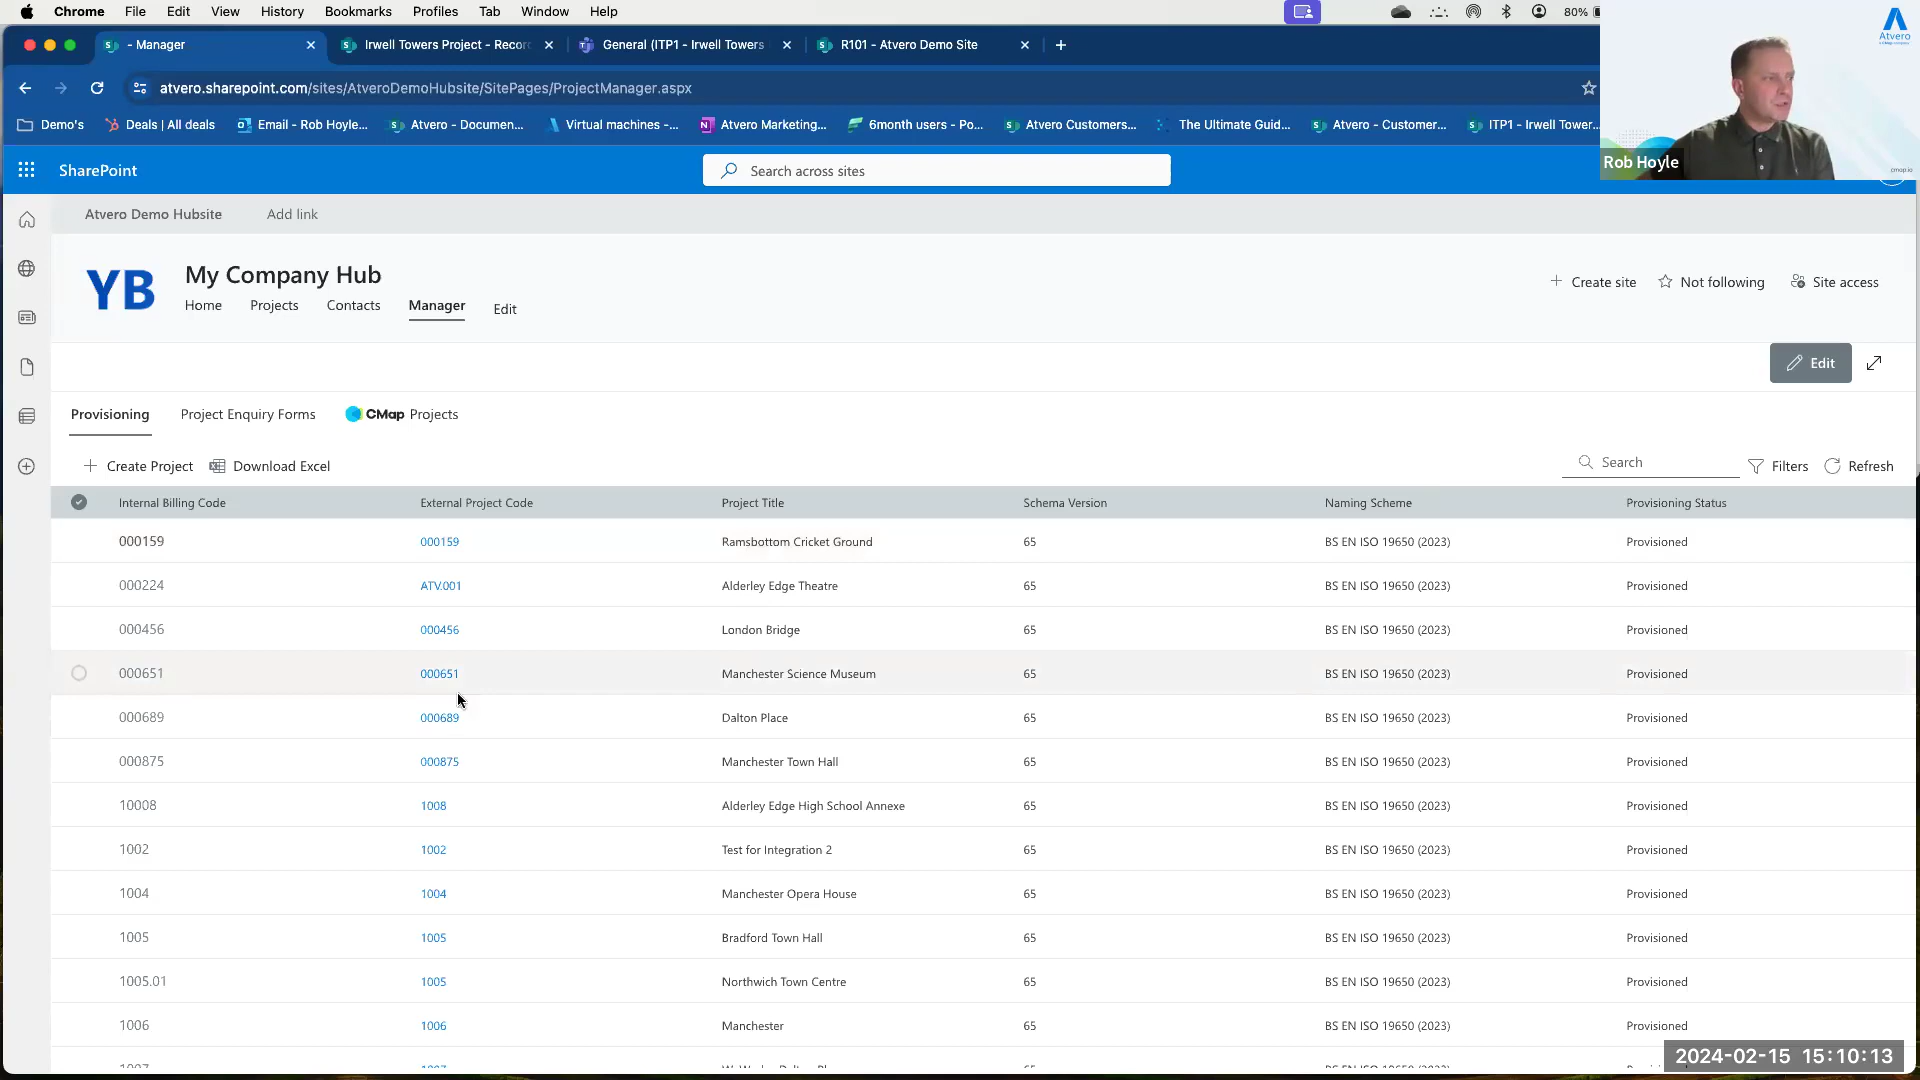 Chrome File Edit View History Bookmarks Profiles Tab Window Help 80%
- Manager Irwell Towers Project - Recor General (ITP1 - Irwell Towers R101 - Atvero Demo Site
atvero.sharepoint.com/sites/AtveroDemoHubsite/SitePages/ProjectManager.aspx
Demo's Deals | All deals Email - Rob Hoyle... Atvero - Documen... Virtual machines -... Atvero Marketing... 6month users - Po... Atvero Customers... The Ultimate Guid... Atvero - Customer... ITP1 - Irwell Tower...
Atvero
Rob Hoyle
cmap.io
SharePoint Search across sites
Atvero Demo Hubsite Add link
YB My Company Hub
Home Projects Contacts Manager Edit
Create site Not following Site access
Edit
Provisioning Project Enquiry Forms CMap Projects
Create Project Download Excel Search Filters Refresh
Internal Billing Code External Project Code Project Title Schema Version Naming Scheme Provisioning Status
000159 000159 Ramsbottom Cricket Ground 65 BS EN ISO 19650 (2023) Provisioned
000224 ATV.001 Alderley Edge Theatre 65 BS EN ISO 19650 (2023) Provisioned
000456 000456 London Bridge 65 BS EN ISO 19650 (2023) Provisioned
000651 000651 Manchester Science Museum 65 BS EN ISO 19650 (2023) Provisioned
000689 000689 Dalton Place 65 BS EN ISO 19650 (2023) Provisioned
000875 000875 Manchester Town Hall 65 BS EN ISO 19650 (2023) Provisioned
10008 1008 Alderley Edge High School Annexe 65 BS EN ISO 19650 (2023) Provisioned
1002 1002 Test for Integration 2 65 BS EN ISO 19650 (2023) Provisioned
1004 1004 Manchester Opera House 65 BS EN ISO 19650 (2023) Provisioned
1005 1005 Bradford Town Hall 65 BS EN ISO 19650 (2023) Provisioned
1005.01 1005 Northwich Town Centre 65 BS EN ISO 19650 (2023) Provisioned
1006 1006 Manchester 65 BS EN ISO 19650 (2023) Provisioned
2024-02-15 15:10:13